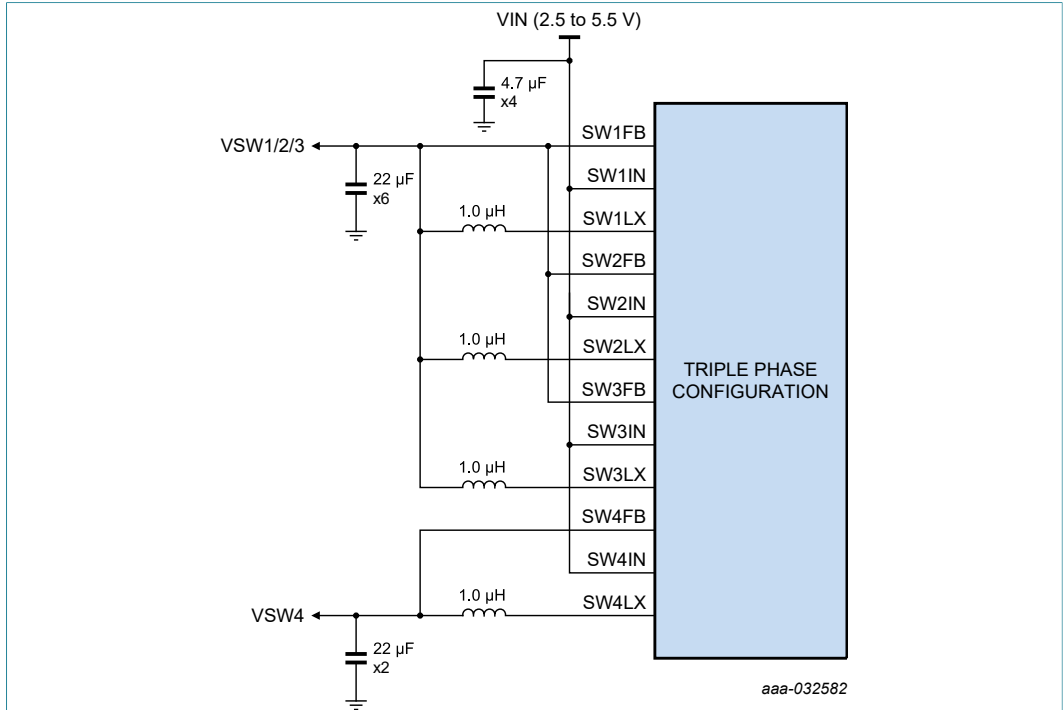 VIN (2.5 to 5.5 V)
4.7 µF
x4
SW1FB
VSW1/2/3
SW1IN
22 µF
x6
1.0 µH
SW1LX
SW2FB
SW2IN
1.0 µH
SW2LX
TRIPLE PHASE
CONFIGURATION
SW3FB
SW3IN
1.0 µH
SW3LX
SW4FB
SW4IN
1.0 µH
SW4LX
VSW4
22 µF
x2
aaa-032582